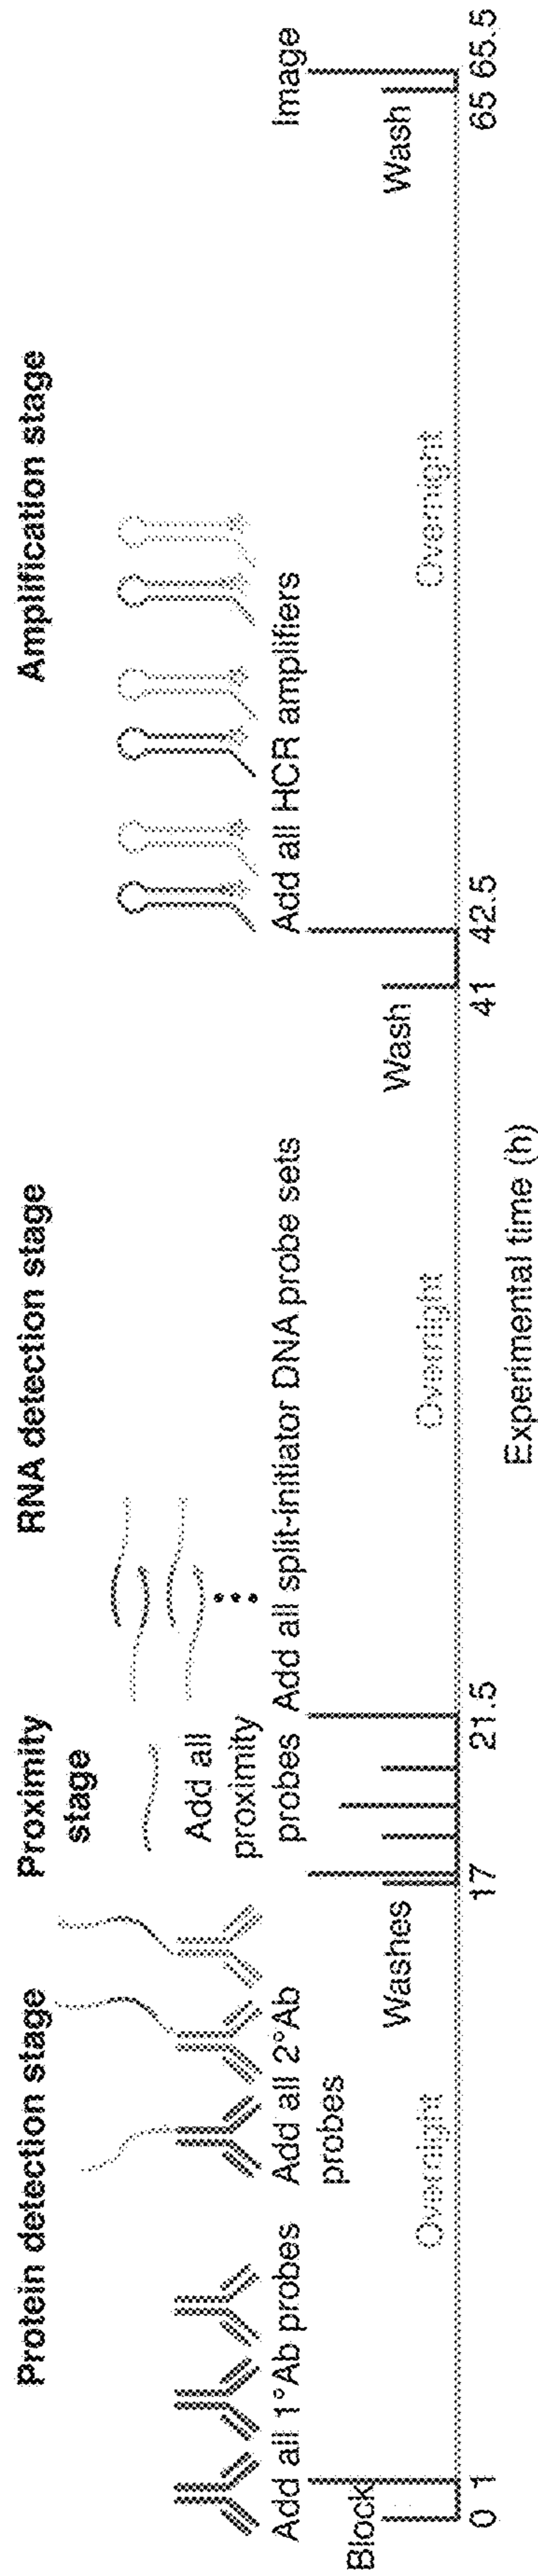 Protein detection stage
Proximity
stage
RNA detection stage
Amplification stage
Add all 1°Ab probes
Add all 2°Ab
probes
Add all
proximity
probes
Add all split-initiator DNA probe sets
Add all HCR amplifiers
Image
Block
Overnight
Washes
Overnight
Wash
Overnight
Wash
0 1 17 21.5 41 42.5 65 65.5
Experimental time (h)